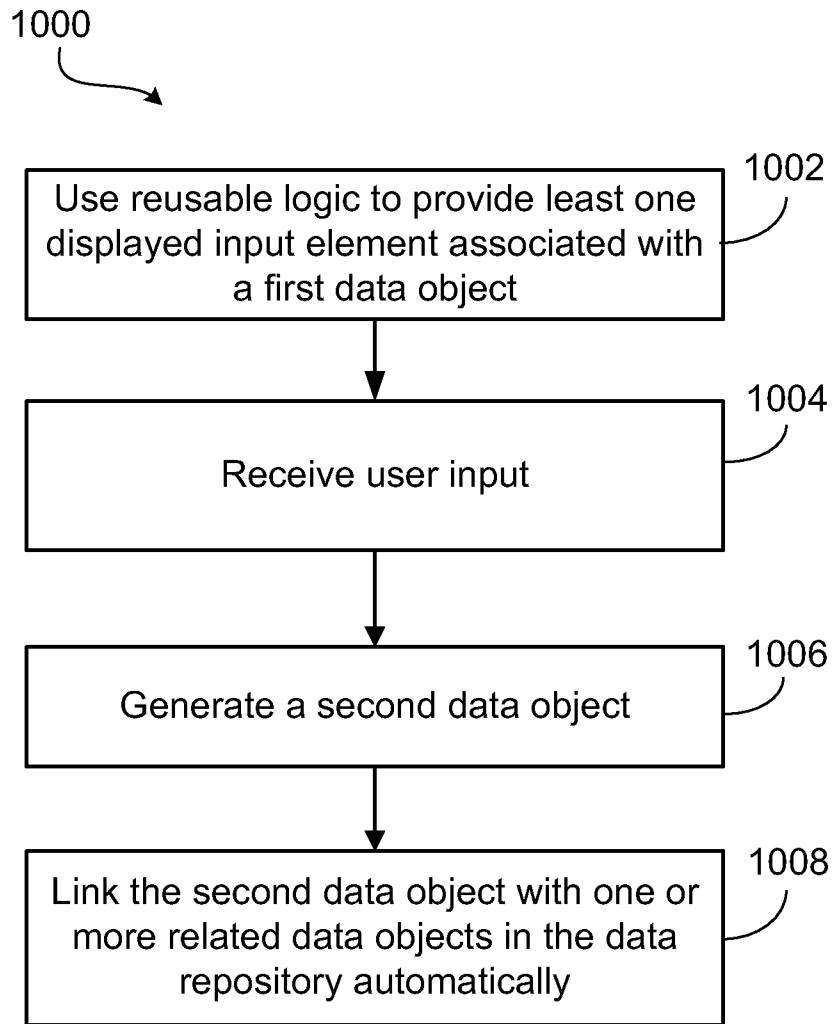 1000
1002
Use reusable logic to provide least one
displayed input element associated with
a first data object
1004
Receive user input
1006
Generate a second data object
1008
Link the second data object with one or
more related data objects in the data
repository automatically